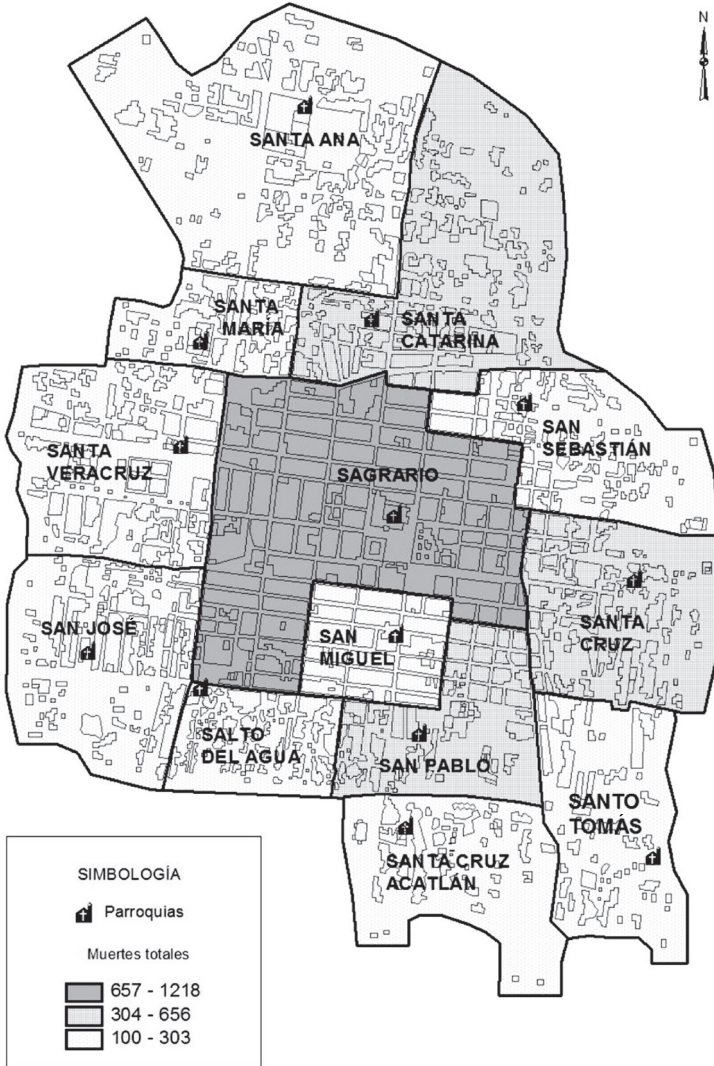 N
SANTA ANA
SANTA
MARÍA
SANTA
CATARINA
SANTA
VERACRUZ
SAN
SEBASTIÁN
SAGRARIO
SAN JOSÉ
SAN
MIGUEL
SANTA
CRUZ
SALTO
DEL AGUA
SAN PABLO
SANTO
TOMÁS
SANTA CRUZ
ACATLÁN
SIMBOLOGÍA
Parroquias
Muertes totales
657 - 1218
304 - 656
100 - 303